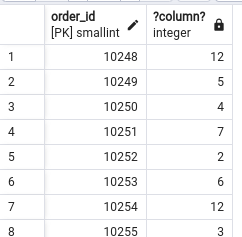 order_id ?column?
[PK] smallint integer
1 10248 12
2 10249 5
3 10250 4
4 10251 7
5 10252 2
6 10253 6
7 10254 12
8 10255 3